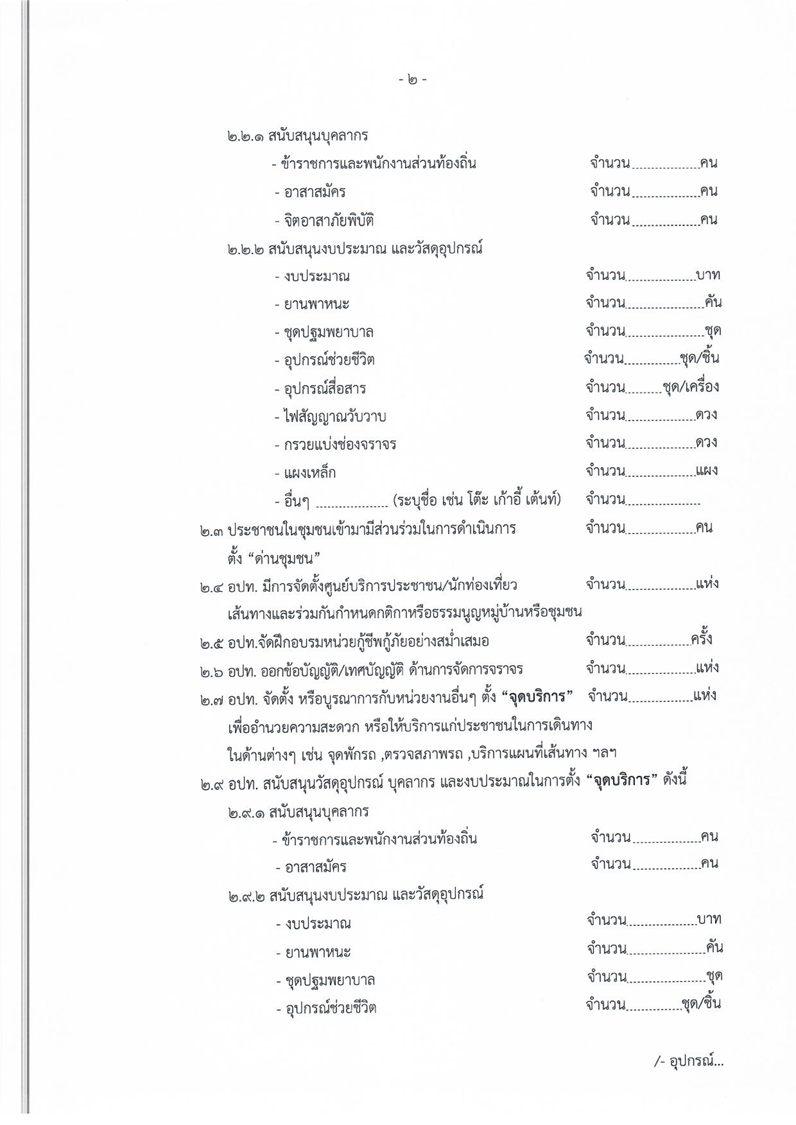 - ๒ -
๒.๒.๑ สนับสนุนบุคลากร
- ข้าราชการและพนักงานส่วนท้องถิ่น จำนวน..................คน
- อาสาสมัคร จำนวน..................คน
- จิตอาสาภัยพิบัติ จำนวน..................คน
๒.๒.๒ สนับสนุนงบประมาณ และวัสดุอุปกรณ์
- งบประมาณ จำนวน..................บาท
- ยานพาหนะ จำนวน....................คัน
- ชุดปฐมพยาบาล จำนวน....................ชุด
- อุปกรณ์ช่วยชีวิต จำนวน..............ชุด/ชิ้น
- อุปกรณ์สื่อสาร จำนวน.........ชุด/เครื่อง
- ไฟสัญญาณวับวาบ จำนวน..................ดวง
- กรวยแบ่งช่องจราจร จำนวน..................ดวง
- แผงเหล็ก จำนวน..................แผง
- อื่นๆ ................... (ระบุชื่อ เช่น โต๊ะ เก้าอี้ เต้นท์) จำนวน...................
๒.๓ ประชาชนในชุมชนเข้ามามีส่วนร่วมในการดำเนินการ จำนวน..................คน
ตั้ง “ด่านชุมชน”
๒.๔ อปท. มีการจัดตั้งศูนย์บริการประชาชน/นักท่องเที่ยว จำนวน..................แห่ง
เส้นทางและร่วมกันกำหนดกติกาหรือธรรมนูญหมู่บ้านหรือชุมชน
๒.๕ อปท.จัดฝึกอบรมหน่วยกู้ชีพกู้ภัยอย่างสม่ำเสมอ จำนวน................ครั้ง
๒.๖ อปท. ออกข้อบัญญัติ/เทศบัญญัติ ด้านการจัดการจราจร จำนวน..................แห่ง
๒.๗ อปท. จัดตั้ง หรือบูรณาการกับหน่วยงานอื่นๆ ตั้ง “จุดบริการ” จำนวน.................แห่ง
เพื่ออำนวยความสะดวก หรือให้บริการแก่ประชาชนในการเดินทาง
ในด้านต่างๆ เช่น จุดพักรถ ,ตรวจสภาพรถ ,บริการแผนที่เส้นทาง ฯลฯ
๒.๙ อปท. สนับสนุนวัสดุอุปกรณ์ บุคลากร และงบประมาณในการตั้ง “จุดบริการ” ดังนี้
๒.๙.๑ สนับสนุนบุคลากร
- ข้าราชการและพนักงานส่วนท้องถิ่น จำนวน..................คน
- อาสาสมัคร จำนวน..................คน
๒.๙.๒ สนับสนุนงบประมาณ และวัสดุอุปกรณ์
- งบประมาณ จำนวน..................บาท
- ยานพาหนะ จำนวน....................คัน
- ชุดปฐมพยาบาล จำนวน....................ชุด
- อุปกรณ์ช่วยชีวิต จำนวน..............ชุด/ชิ้น
/- อุปกรณ์...